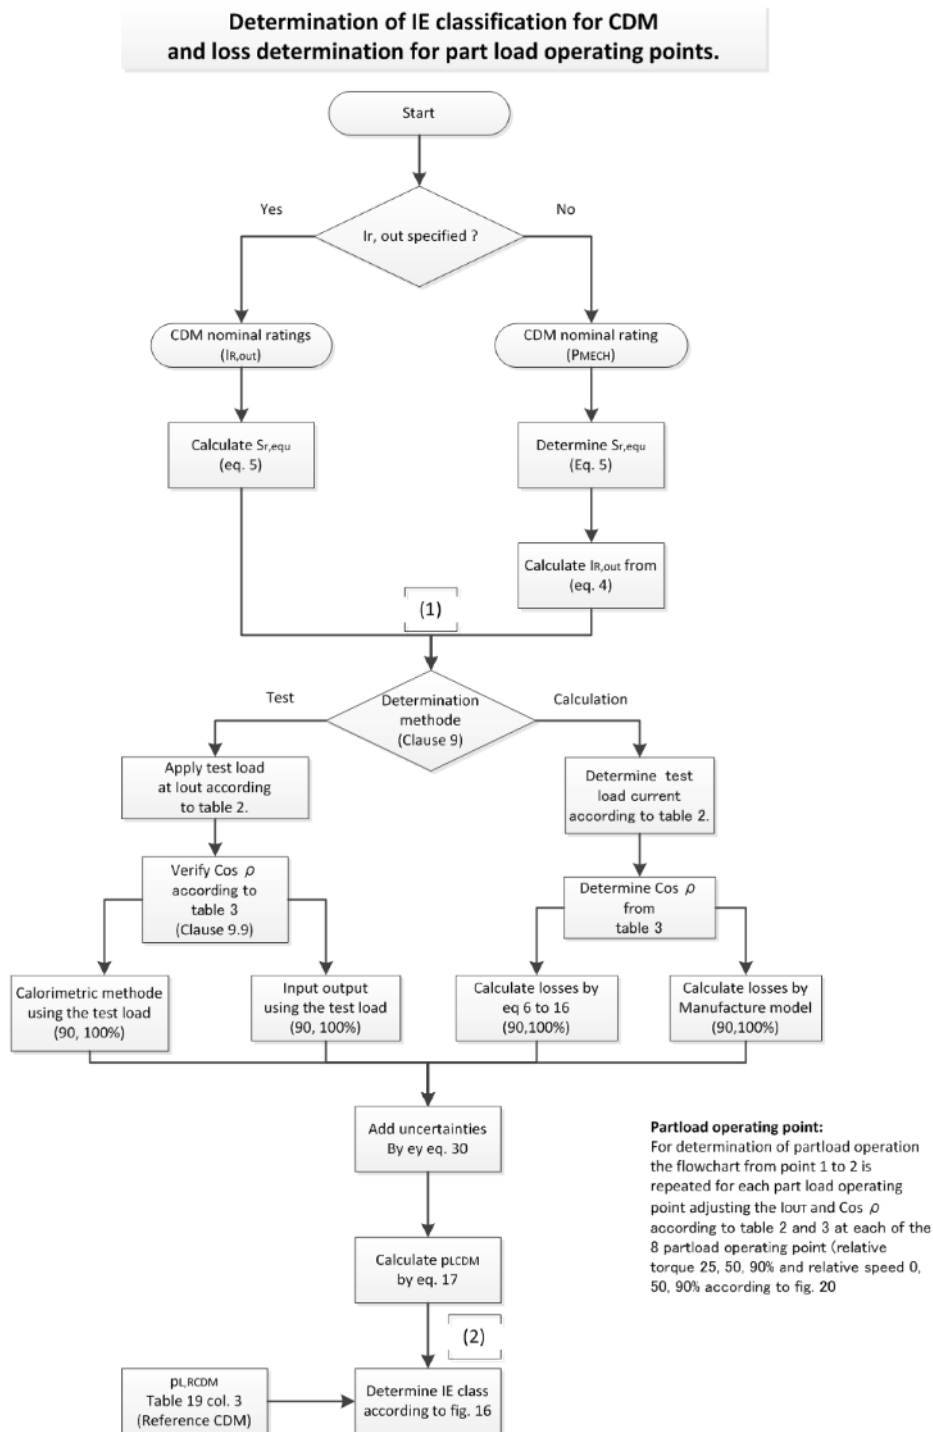 Determination of IE classification for CDM
and loss determination for part load operating points.
Start
Yes
No
Ir, out specified ?
CDM nominal ratings
(IR,out)
CDM nominal rating
(PMECH)
Calculate Sr,equ
(eq. 5)
Determine Sr,equ
(Eq. 5)
Calculate IR,out from
(eq. 4)
(1)
Test
Calculation
Determination
methode
(Clause 9)
Apply test load
at Iout according
to table 2.
Determine test
load current
according to table 2.
Verify Cos ρ
according to
table 3
(Clause 9.9)
Determine Cos ρ
from
table 3
Calorimetric methode
using the test load
(90, 100%)
Input output
using the test load
(90, 100%)
Calculate losses by
eq 6 to 16
(90,100%)
Calculate losses by
Manufacture model
(90,100%)
Add uncertainties
By ey eq. 30
Partload operating point:
For determination of partload operation
the flowchart from point 1 to 2 is
repeated for each part load operating
point adjusting the IOUT and Cos ρ
according to table 2 and 3 at each of the
8 partload operating point (relative
torque 25, 50, 90% and relative speed 0,
50, 90% according to fig. 20
Calculate pLCDM
by eq. 17
(2)
pL,RCDM
Table 19 col. 3
(Reference CDM)
Determine IE class
according to fig. 16